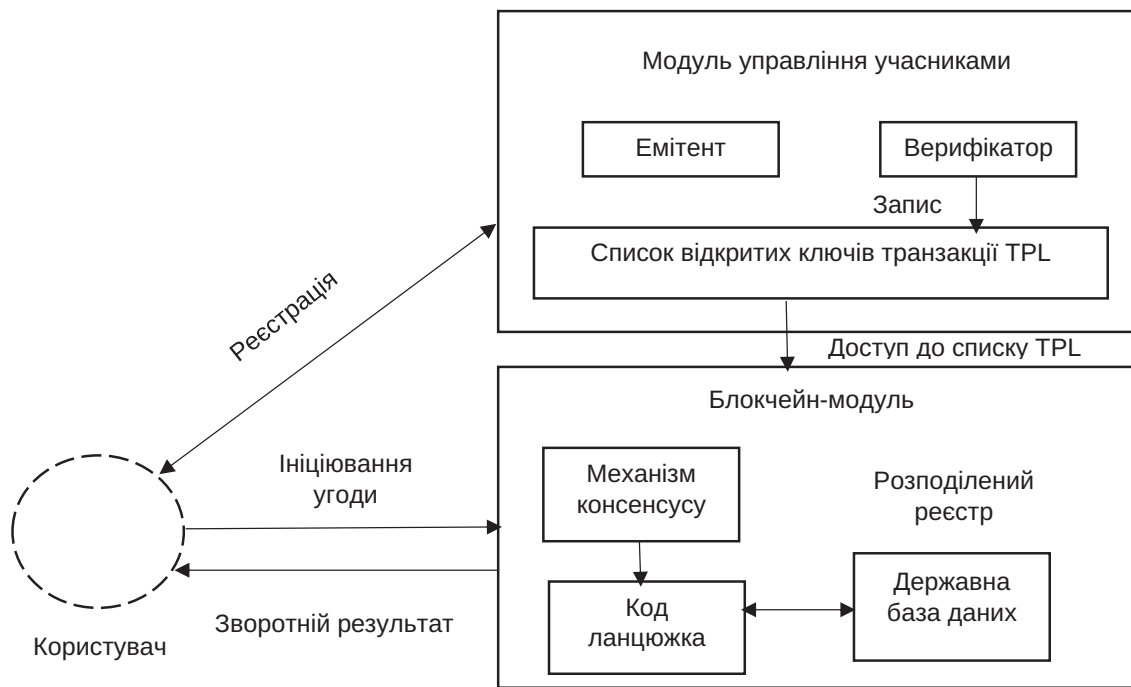 Модуль управління учасниками
Емітент
Верифікатор
Запис
Список відкритих ключів транзакції TPL
Реєстрація
Доступ до списку TPL
Блокчейн-модуль
Ініціювання
угоди
Механізм
консенсусу
Розподілений
реєстр
Державна
база даних
Код
ланцюжка
Зворотній результат
Користувач